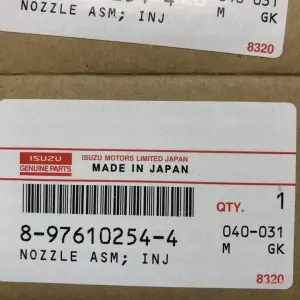 NOZZLE ASM; INJ
M GK
8320
ISUZU
GENUINE PARTS
ISUZU MOTORS LIMITED JAPAN
MADE IN JAPAN
QTY. 1
8-97610254-4
040-031
NOZZLE ASM; INJ
M GK
8320